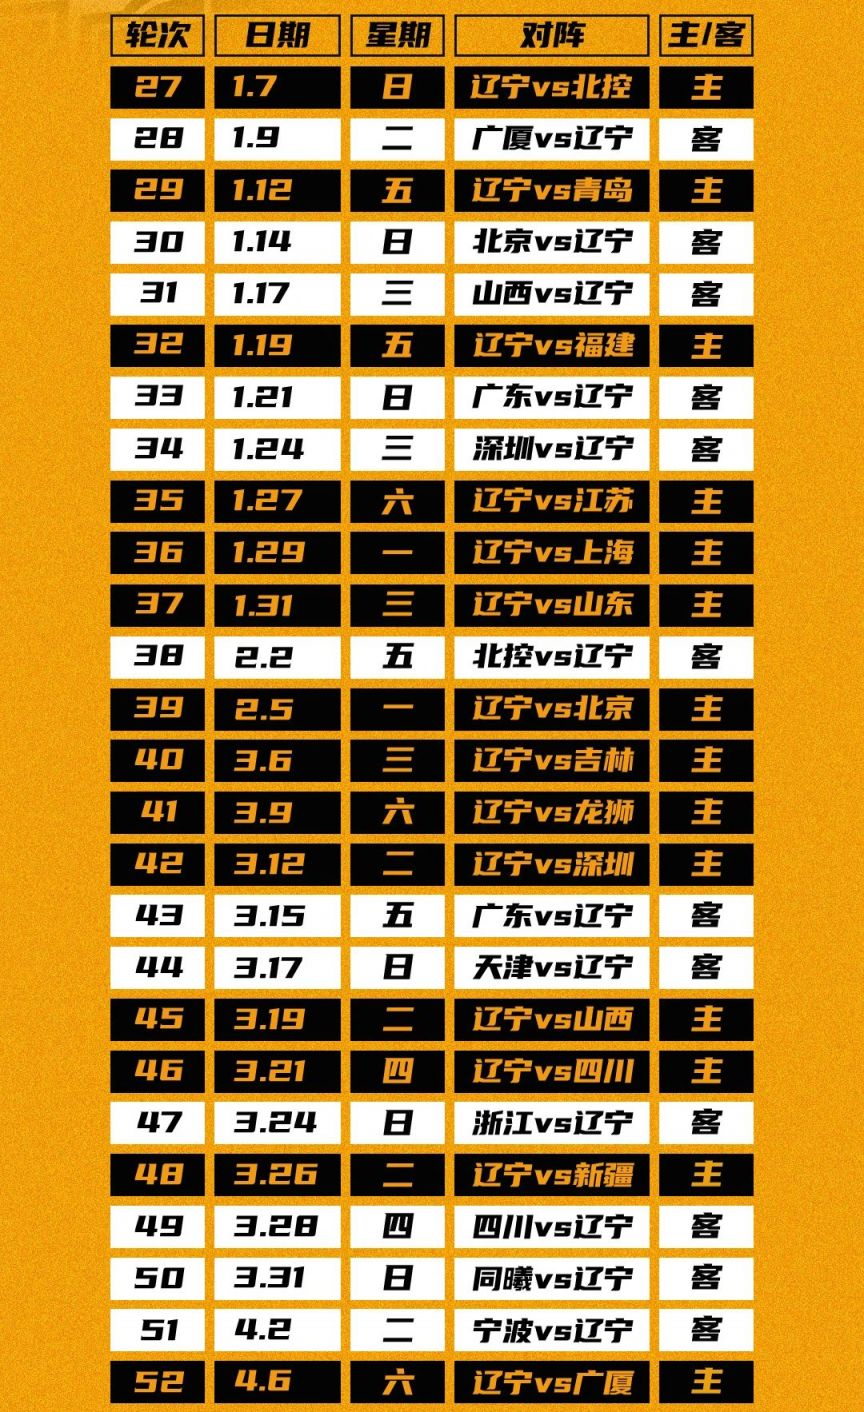 轮次 日期 星期 对阵 主/客
27 1.7 日 辽宁vs北控 主
28 1.9 二 广厦vs辽宁 客
29 1.12 五 辽宁vs青岛 主
30 1.14 日 北京vs辽宁 客
31 1.17 三 山西vs辽宁 客
32 1.19 五 辽宁vs福建 主
33 1.21 日 广东vs辽宁 客
34 1.24 三 深圳vs辽宁 客
35 1.27 六 辽宁vs江苏 主
36 1.29 一 辽宁vs上海 主
37 1.31 三 辽宁vs山东 主
38 2.2 五 北控vs辽宁 客
39 2.5 一 辽宁vs北京 主
40 3.6 三 辽宁vs吉林 主
41 3.9 六 辽宁vs龙狮 主
42 3.12 二 辽宁vs深圳 主
43 3.15 五 广东vs辽宁 客
44 3.17 日 天津vs辽宁 客
45 3.19 二 辽宁vs山西 主
46 3.21 四 辽宁vs四川 主
47 3.24 日 浙江vs辽宁 客
48 3.26 二 辽宁vs新疆 主
49 3.28 四 四川vs辽宁 客
50 3.31 日 同曦vs辽宁 客
51 4.2 二 宁波vs辽宁 客
52 4.6 六 辽宁vs广厦 主